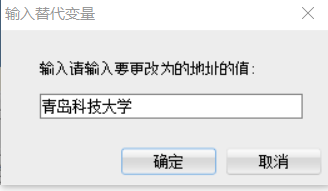 输入替代变量
输入请输入要更改为的地址的值:
青岛科技大学
确定
取消